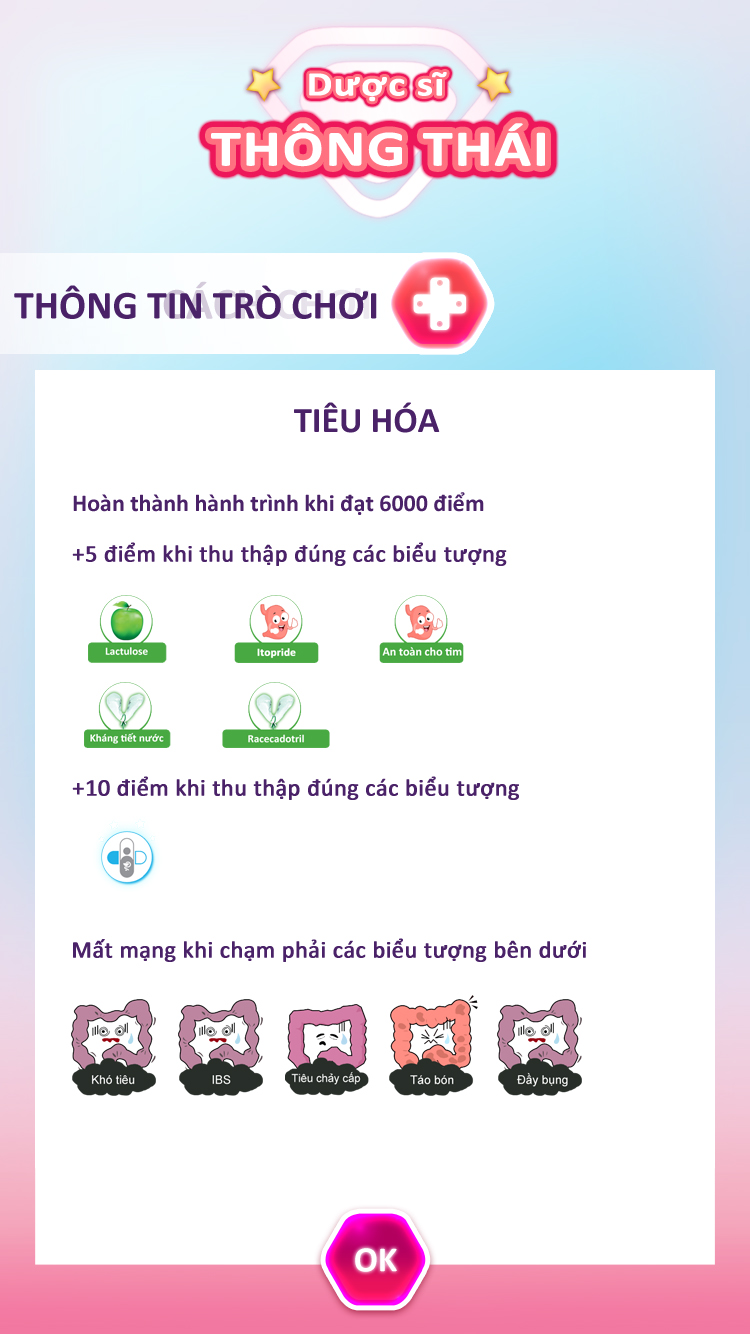 Dược sĩ
THÔNG THÁI
THÔNG TIN TRÒ CHƠI
TIÊU HÓA
Hoàn thành hành trình khi đạt 6000 điểm
+5 điểm khi thu thập đúng các biểu tượng
Lactulose
Itopride
An toàn cho tim
Kháng tiết nước
Racecadotril
+10 điểm khi thu thập đúng các biểu tượng
Mất mạng khi chạm phải các biểu tượng bên dưới
Khó tiêu
IBS
Tiêu chảy cấp
Táo bón
Đầy bụng
OK